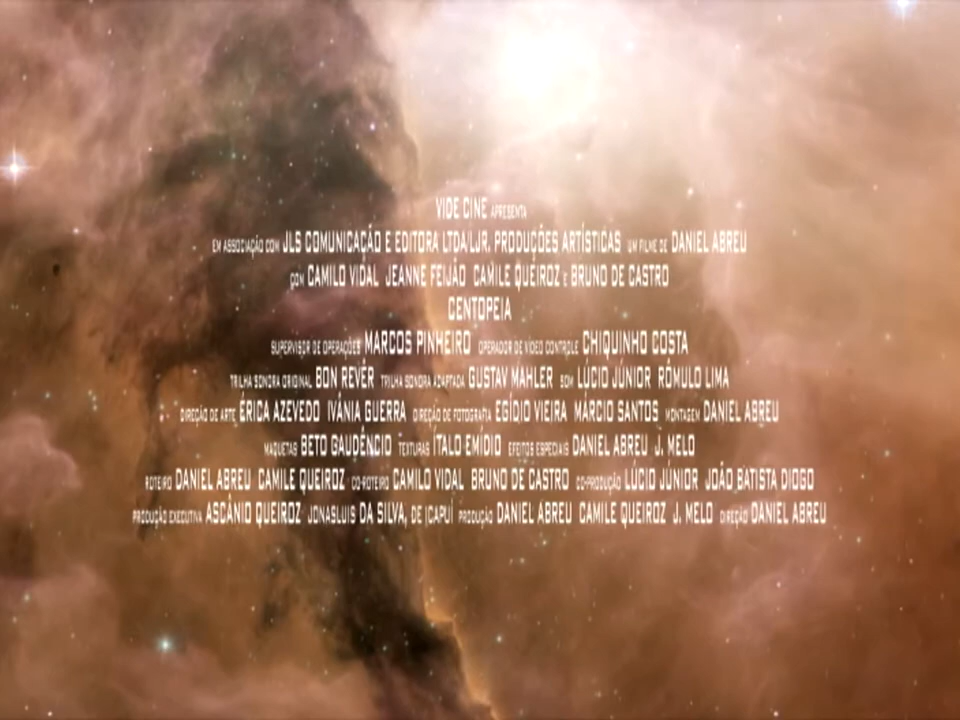 VIDE CINE APRESENTA
EM ASSOCIAÇÃO COM JLS COMUNICAÇÃO E EDITORA LTDA/LJR. PRODUÇÕES ARTÍSTICAS UM FILME DE DANIEL ABREU
COM CAMILO VIDAL JEANNE FEIJÃO CAMILE QUEIROZ E BRUNO DE CASTRO
CENTOPEIA
SUPERVISOR DE OPERAÇÕES MARCOS PINHEIRO OPERADOR DE VÍDEO CONTROLE CHIQUINHO COSTA
TRILHA SONORA ORIGINAL BON REVÊR TRILHA SONORA ADAPTADA GUSTAV MAHLER SOM LÚCIO JÚNIOR RÔMULO LIMA
DIREÇÃO DE ARTE ÉRICA AZEVEDO IVÂNIA GUERRA DIREÇÃO DE FOTOGRAFIA EGÍDIO VIEIRA MÁRCIO SANTOS MONTAGEM DANIEL ABREU
MAQUETAS BETO GAUDÊNCIO TEXTURAS ÍTALO EMÍDIO EFEITOS ESPECIAIS DANIEL ABREU J. MELO
ROTEIRO DANIEL ABREU CAMILE QUEIROZ CO-ROTEIRO CAMILO VIDAL BRUNO DE CASTRO CO-PRODUÇÃO LÚCIO JÚNIOR JOÃO BATISTA DIOGO
PRODUÇÃO EXECUTIVA ASCÂNIO QUEIROZ JONASLUIS DA SILVA, DE ICAPUÍ PRODUÇÃO DANIEL ABREU CAMILE QUEIROZ J. MELO DIREÇÃO DANIEL ABREU